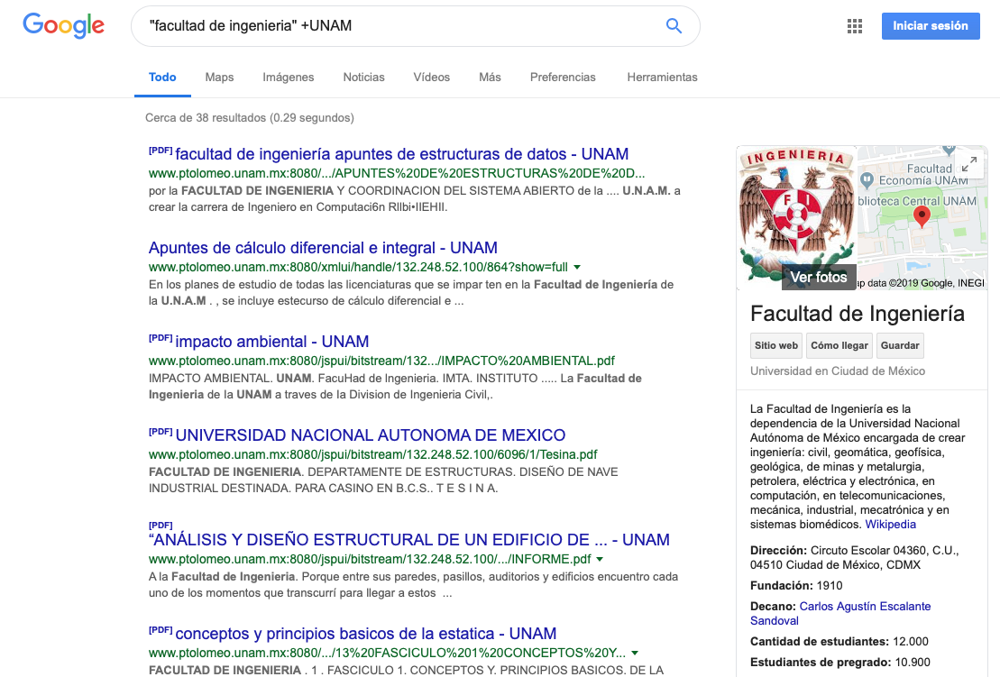 Google
"facultad de ingenieria" +UNAM
Iniciar sesión
Todo Maps Imágenes Noticias Vídeos Más Preferencias Herramientas
Cerca de 38 resultados (0.29 segundos)
[PDF] facultad de ingeniería apuntes de estructuras de datos - UNAM
www.ptolomeo.unam.mx:8080/.../APUNTES%20DE%20ESTRUCTURAS%20DE%20D...
por la FACULTAD DE INGENIERIA Y COORDINACION DEL SISTEMA ABIERTO de la .... U.N.A.M. a
crear la carrera de Ingeniero en Computaci6n Rllbi•IIEHII.
Apuntes de cálculo diferencial e integral - UNAM
www.ptolomeo.unam.mx:8080/xmlui/handle/132.248.52.100/864?show=full
En los planes de estudio de todas las licenciaturas que se impar ten en la Facultad de Ingeniería de
la U.N.A.M . , se incluye estecurso de cálculo diferencial e ...
[PDF] impacto ambiental - UNAM
www.ptolomeo.unam.mx:8080/jspui/bitstream/132.../IMPACTO%20AMBIENTAL.pdf
IMPACTO AMBIENTAL. UNAM. FacuHad de lngenieria. IMTA. INSTITUTO ..... La Facultad de
Ingenieria de la UNAM a traves de la Division de Ingenieria Civil,.
[PDF] UNIVERSIDAD NACIONAL AUTONOMA DE MEXICO
www.ptolomeo.unam.mx:8080/jspui/bitstream/132.248.52.100/6096/1/Tesina.pdf
FACULTAD DE INGENIERIA. DEPARTAMENTE DE ESTRUCTURAS. DISEÑO DE NAVE
INDUSTRIAL DESTINADA. PARA CASINO EN B.C.S.. T E S I N A.
[PDF]
“ANÁLISIS Y DISEÑO ESTRUCTURAL DE UN EDIFICIO DE ... - UNAM
www.ptolomeo.unam.mx:8080/jspui/bitstream/132.248.52.100/.../INFORME.pdf
A la Facultad de Ingenieria. Porque entre sus paredes, pasillos, auditorios y edificios encuentro cada
uno de los momentos que transcurrí para llegar a estos ...
[PDF] conceptos y principios basicos de la estatica - UNAM
www.ptolomeo.unam.mx:8080/.../13%20FASCICULO%201%20CONCEPTOS%20Y...
FACULTAD DE INGENIERIA . 1 . FASCICULO 1. CONCEPTOS Y. PRINCIPIOS BASICOS. DE LA
INGENIERIA
F I
Ver fotos
Facultad
Economía UNAM
blioteca Central UNAM
ap data ©2019 Google, INEGI
Facultad de Ingeniería
Sitio web Cómo llegar Guardar
Universidad en Ciudad de México
La Facultad de Ingeniería es la
dependencia de la Universidad Nacional
Autónoma de México encargada de crear
ingeniería: civil, geomática, geofísica,
geológica, de minas y metalurgia,
petrolera, eléctrica y electrónica, en
computación, en telecomunicaciones,
mecánica, industrial, mecatrónica y en
sistemas biomédicos. Wikipedia
Dirección: Circuto Escolar 04360, C.U.,
04510 Ciudad de México, CDMX
Fundación: 1910
Decano: Carlos Agustín Escalante
Sandoval
Cantidad de estudiantes: 12.000
Estudiantes de pregrado: 10.900